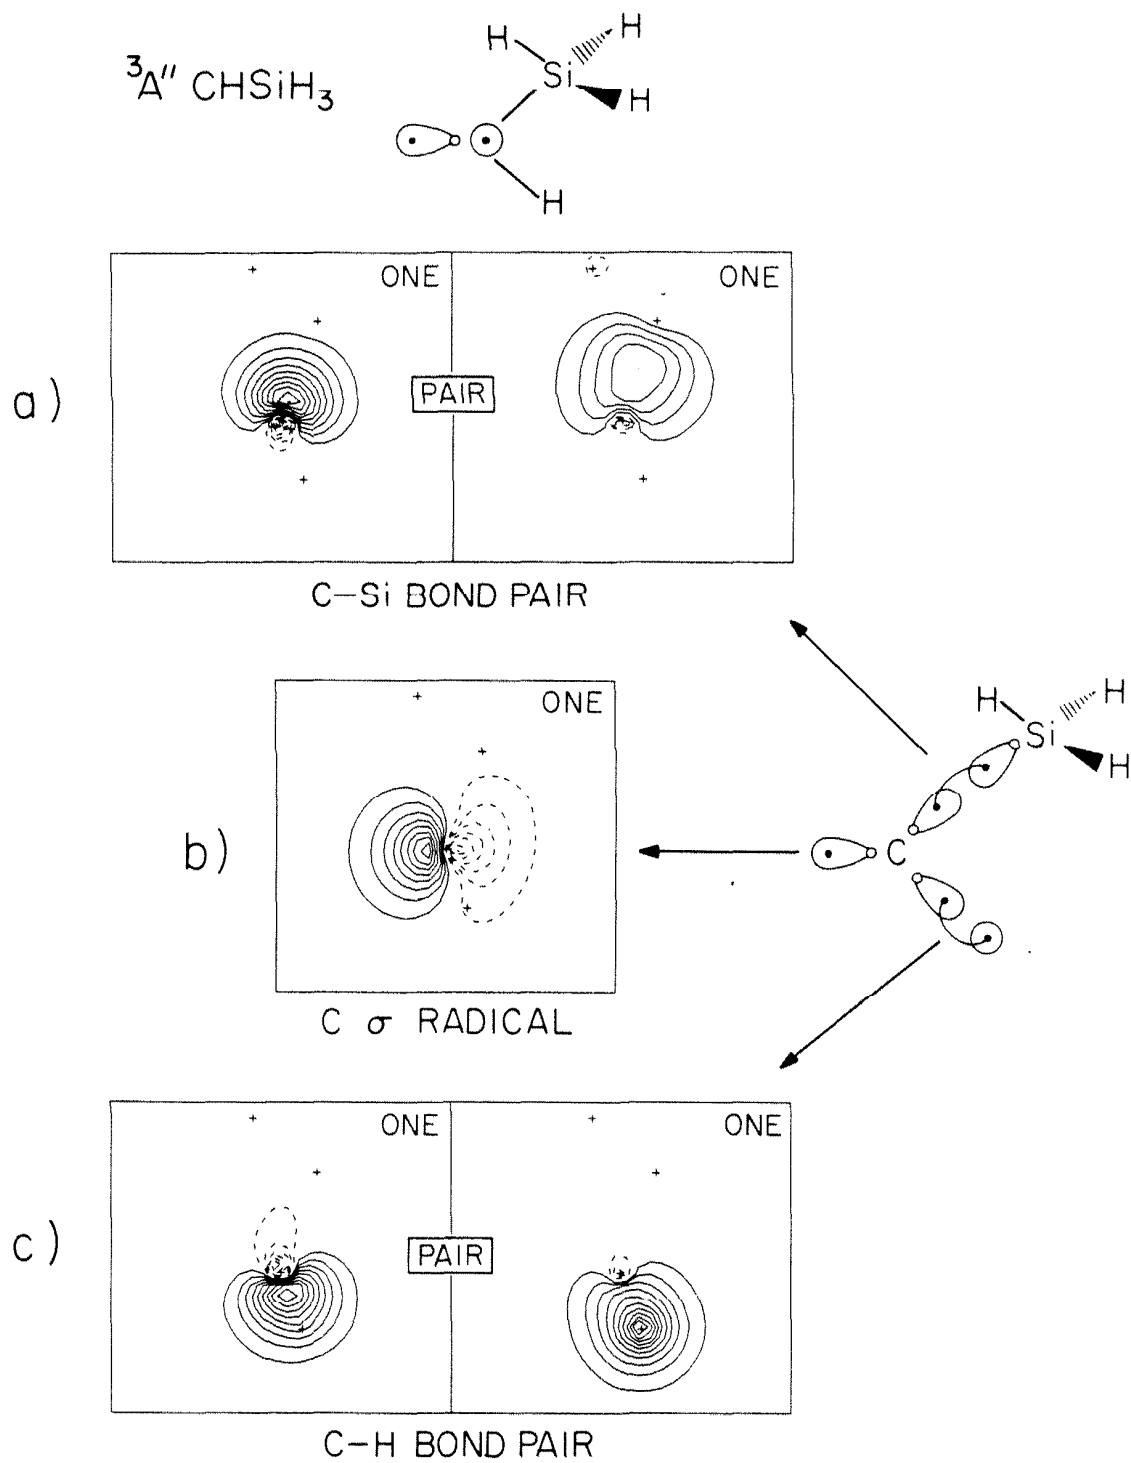 ³A″ CHSiH₃
H H
Si
H
H
a)
ONE ONE
PAIR
C–Si BOND PAIR
b)
ONE
H H
Si
H
C
C σ RADICAL
c)
ONE ONE
PAIR
C–H BOND PAIR